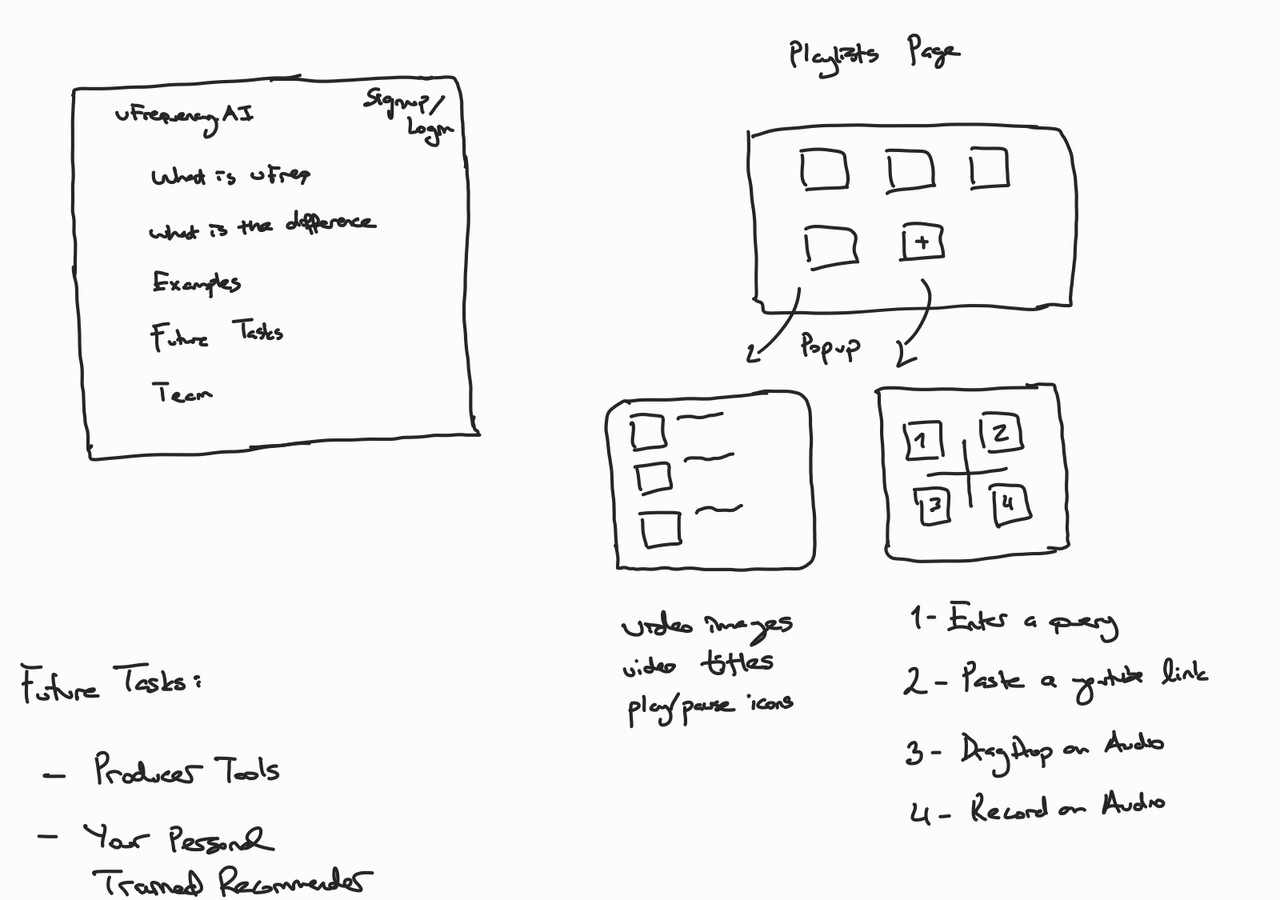 Playlists Page
uFrequency AI
Signup/
Login
What is uFreq
what is the difference
Examples
Future Tasks
Team
+
Popup
1
2
3
4
video images
video titles
play/pause icons
1- Enter a query
2- Paste a youtube link
3- DragDrop an Audio
4- Record an Audio
Future Tasks:
- Producer Tools
- Your Personal
Trained Recommender